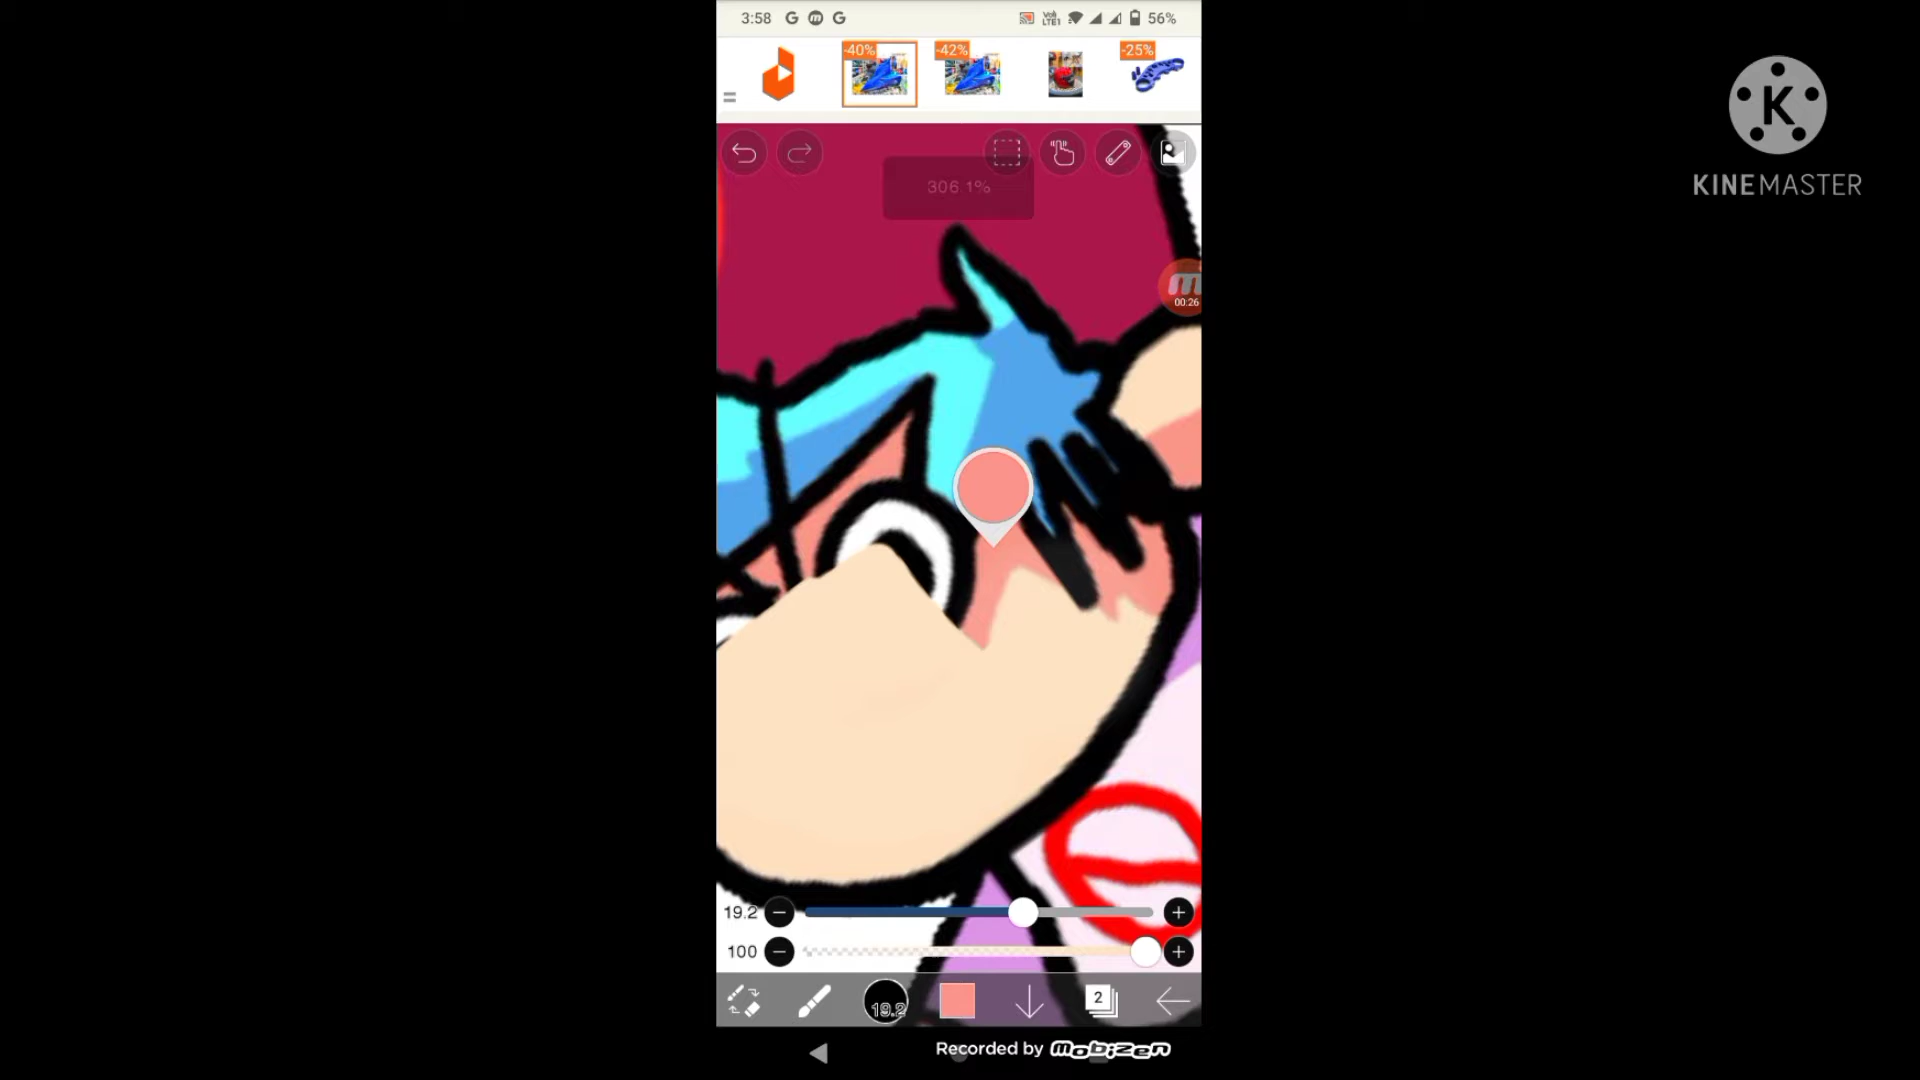 3:58 G m G VoLTE1 56%
-40% -42% -25%
K
KINEMASTER
306.1%
m
00:26
19.2
100
19.2 2
Recorded by Mobizen